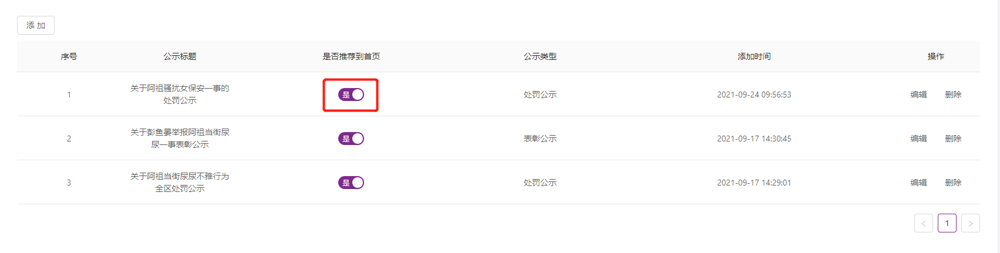 添 加
序号 公示标题 是否推荐到首页 公示类型 添加时间 操作
关于阿祖骚扰女保安一事的
1 是 处罚公示 2021-09-24 09:56:53 编辑 删除
处罚公示
关于彭鱼晏举报阿祖当街尿
2 是 表彰公示 2021-09-17 14:30:45 编辑 删除
尿一事表彰公示
关于阿祖当街尿尿不雅行为
3 是 处罚公示 2021-09-17 14:29:01 编辑 删除
全区处罚公示
< 1 >